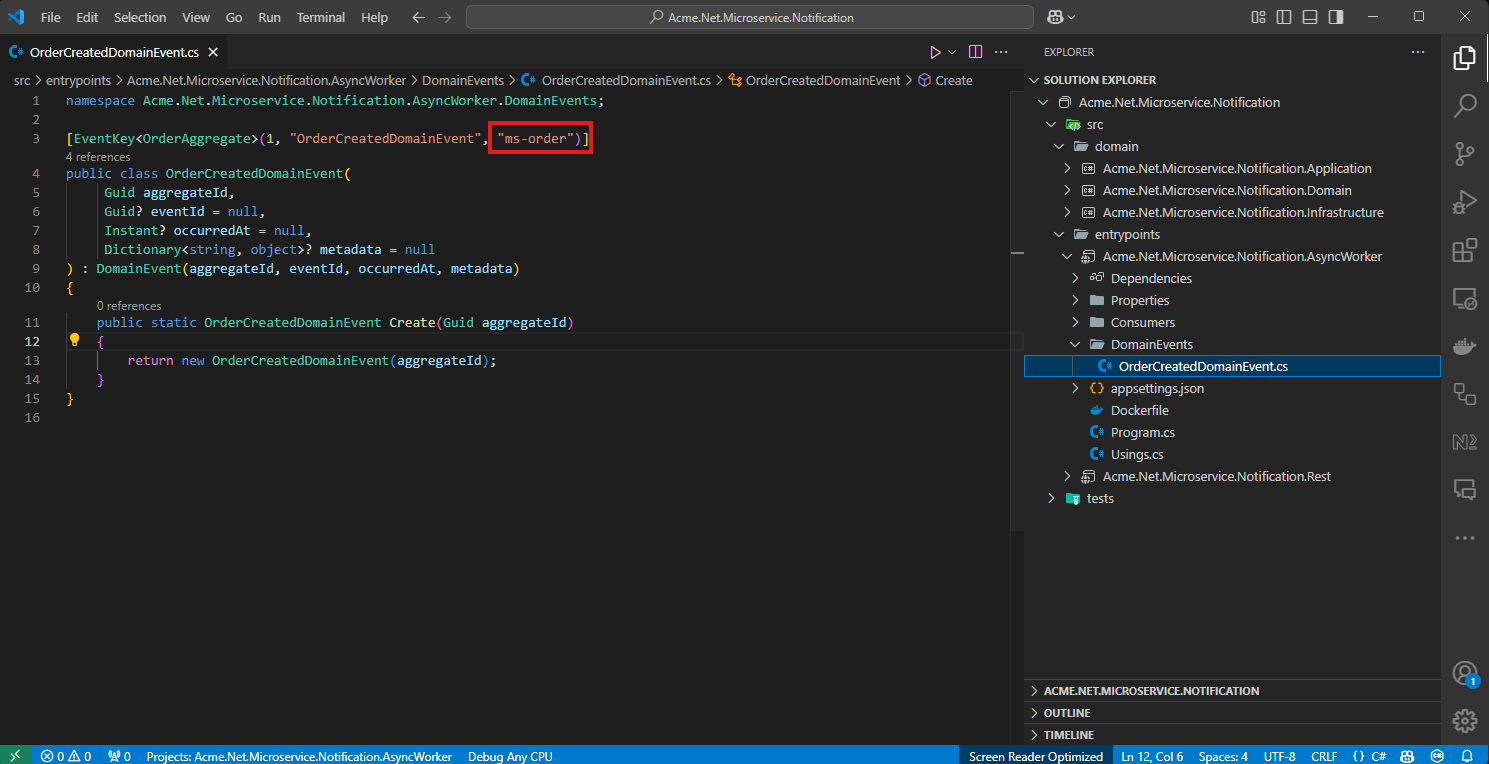 File Edit Selection View Go Run Terminal Help
Acme.Net.Microservice.Notification
OrderCreatedDomainEvent.cs
src > entrypoints > Acme.Net.Microservice.Notification.AsyncWorker > DomainEvents > OrderCreatedDomainEvent.cs > OrderCreatedDomainEvent > Create
1 namespace Acme.Net.Microservice.Notification.AsyncWorker.DomainEvents;
2
3 [EventKey<OrderAggregate>(1, "OrderCreatedDomainEvent", "ms-order")]
4 references
4 public class OrderCreatedDomainEvent(
5 Guid aggregateId,
6 Guid? eventId = null,
7 Instant? occurredAt = null,
8 Dictionary<string, object>? metadata = null
9 ) : DomainEvent(aggregateId, eventId, occurredAt, metadata)
10 {
0 references
11 public static OrderCreatedDomainEvent Create(Guid aggregateId)
12 {
13 return new OrderCreatedDomainEvent(aggregateId);
14 }
15 }
16
EXPLORER
SOLUTION EXPLORER
Acme.Net.Microservice.Notification
src
domain
Acme.Net.Microservice.Notification.Application
Acme.Net.Microservice.Notification.Domain
Acme.Net.Microservice.Notification.Infrastructure
entrypoints
Acme.Net.Microservice.Notification.AsyncWorker
Dependencies
Properties
Consumers
DomainEvents
OrderCreatedDomainEvent.cs
appsettings.json
Dockerfile
Program.cs
Usings.cs
Acme.Net.Microservice.Notification.Rest
tests
ACME.NET.MICROSERVICE.NOTIFICATION
OUTLINE
TIMELINE
1
0 0 0 Projects: Acme.Net.Microservice.Notification.AsyncWorker Debug Any CPU Screen Reader Optimized Ln 12, Col 6 Spaces: 4 UTF-8 CRLF {} C#